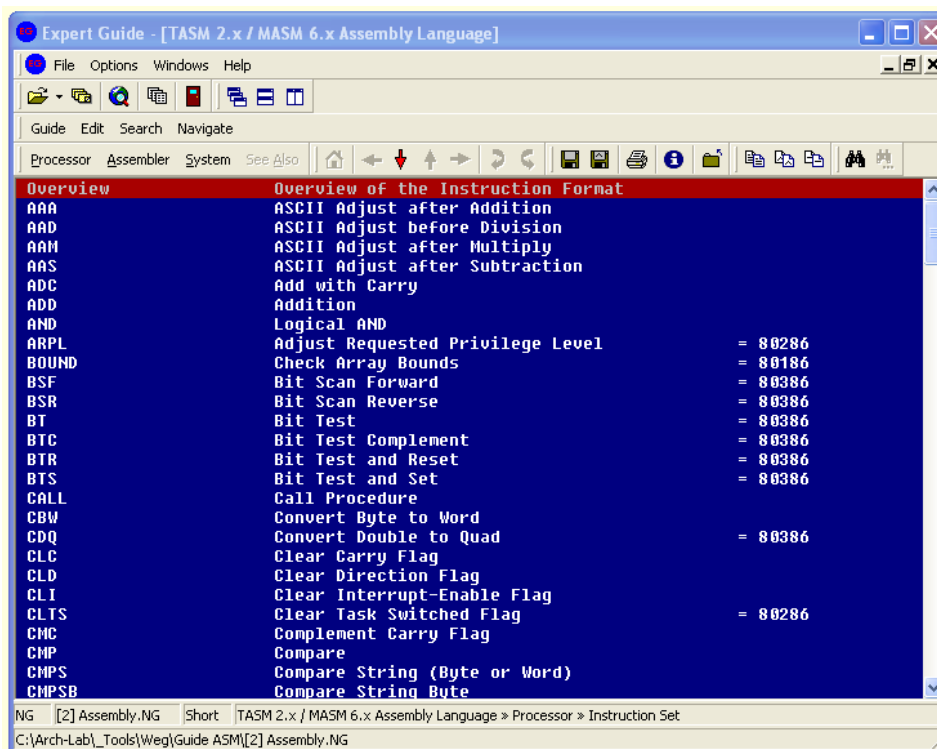 EG Expert Guide - [TASM 2.x / MASM 6.x Assembly Language]
EG File Options Windows Help
Guide Edit Search Navigate
Processor Assembler System See Also
Overview Overview of the Instruction Format
AAA ASCII Adjust after Addition
AAD ASCII Adjust before Division
AAM ASCII Adjust after Multiply
AAS ASCII Adjust after Subtraction
ADC Add with Carry
ADD Addition
AND Logical AND
ARPL Adjust Requested Privilege Level = 80286
BOUND Check Array Bounds = 80186
BSF Bit Scan Forward = 80386
BSR Bit Scan Reverse = 80386
BT Bit Test = 80386
BTC Bit Test Complement = 80386
BTR Bit Test and Reset = 80386
BTS Bit Test and Set = 80386
CALL Call Procedure
CBW Convert Byte to Word
CDQ Convert Double to Quad = 80386
CLC Clear Carry Flag
CLD Clear Direction Flag
CLI Clear Interrupt-Enable Flag
CLTS Clear Task Switched Flag = 80286
CMC Complement Carry Flag
CMP Compare
CMPS Compare String (Byte or Word)
CMPSB Compare String Byte
NG [2] Assembly.NG Short TASM 2.x / MASM 6.x Assembly Language » Processor » Instruction Set
C:\Arch-Lab\_Tools\Weg\Guide ASM\[2] Assembly.NG